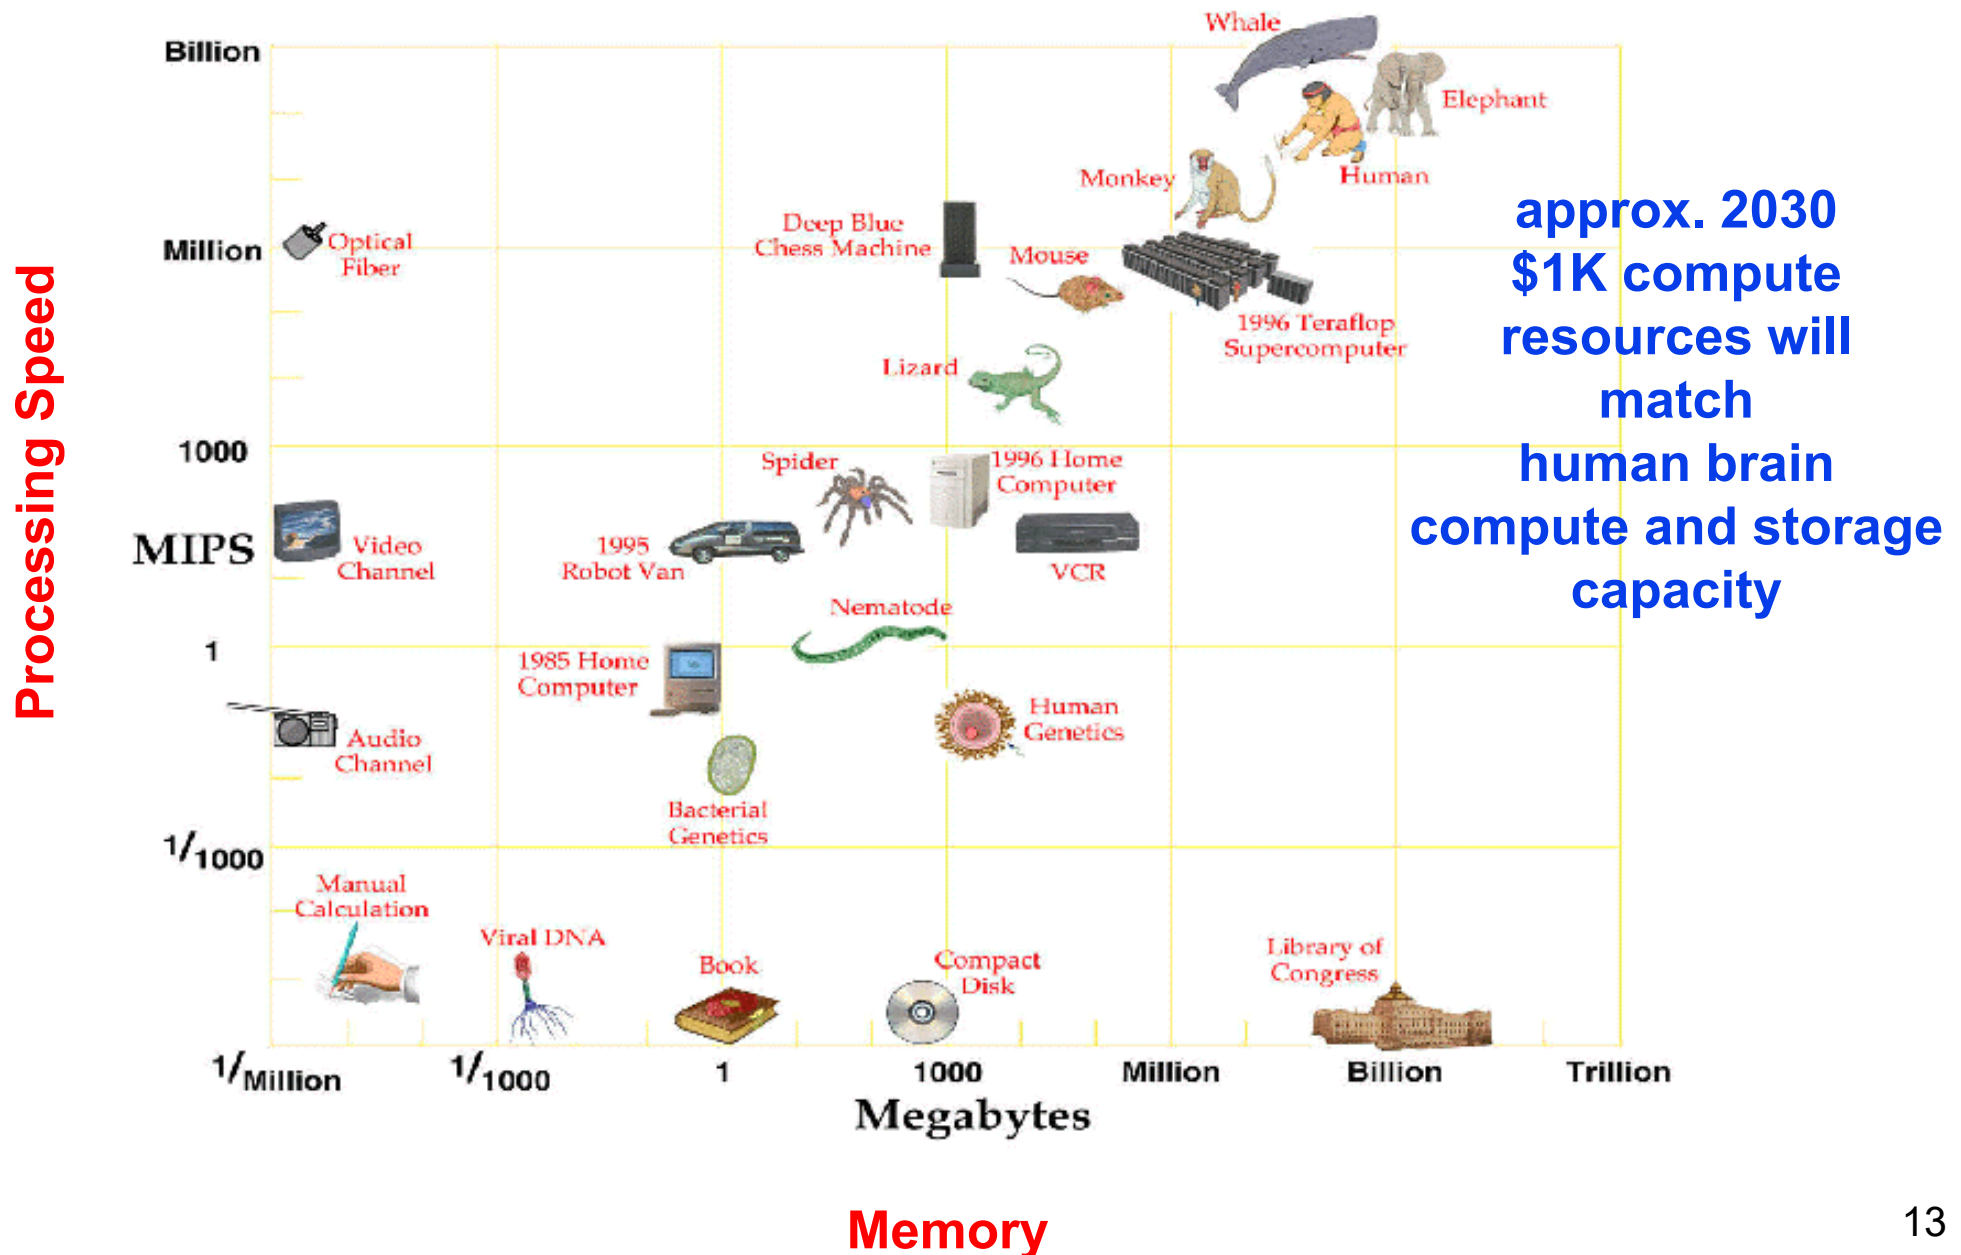 Whale
Billion
Elephant
Monkey
Human
approx. 2030
$1K compute
resources will
match
human brain
compute and storage
capacity
Deep Blue
Chess Machine
Million
Optical
Fiber
Mouse
1996 Teraflop
Supercomputer
Lizard
Processing Speed
1000
Spider
1996 Home
Computer
MIPS
Video
Channel
1995
Robot Van
VCR
Nematode
1
1985 Home
Computer
Human
Genetics
Audio
Channel
Bacterial
Genetics
1/1000
Manual
Calculation
Viral DNA
Book
Compact
Disk
Library of
Congress
1/Million
1/1000
1
1000
Million
Billion
Trillion
Megabytes
Memory
13